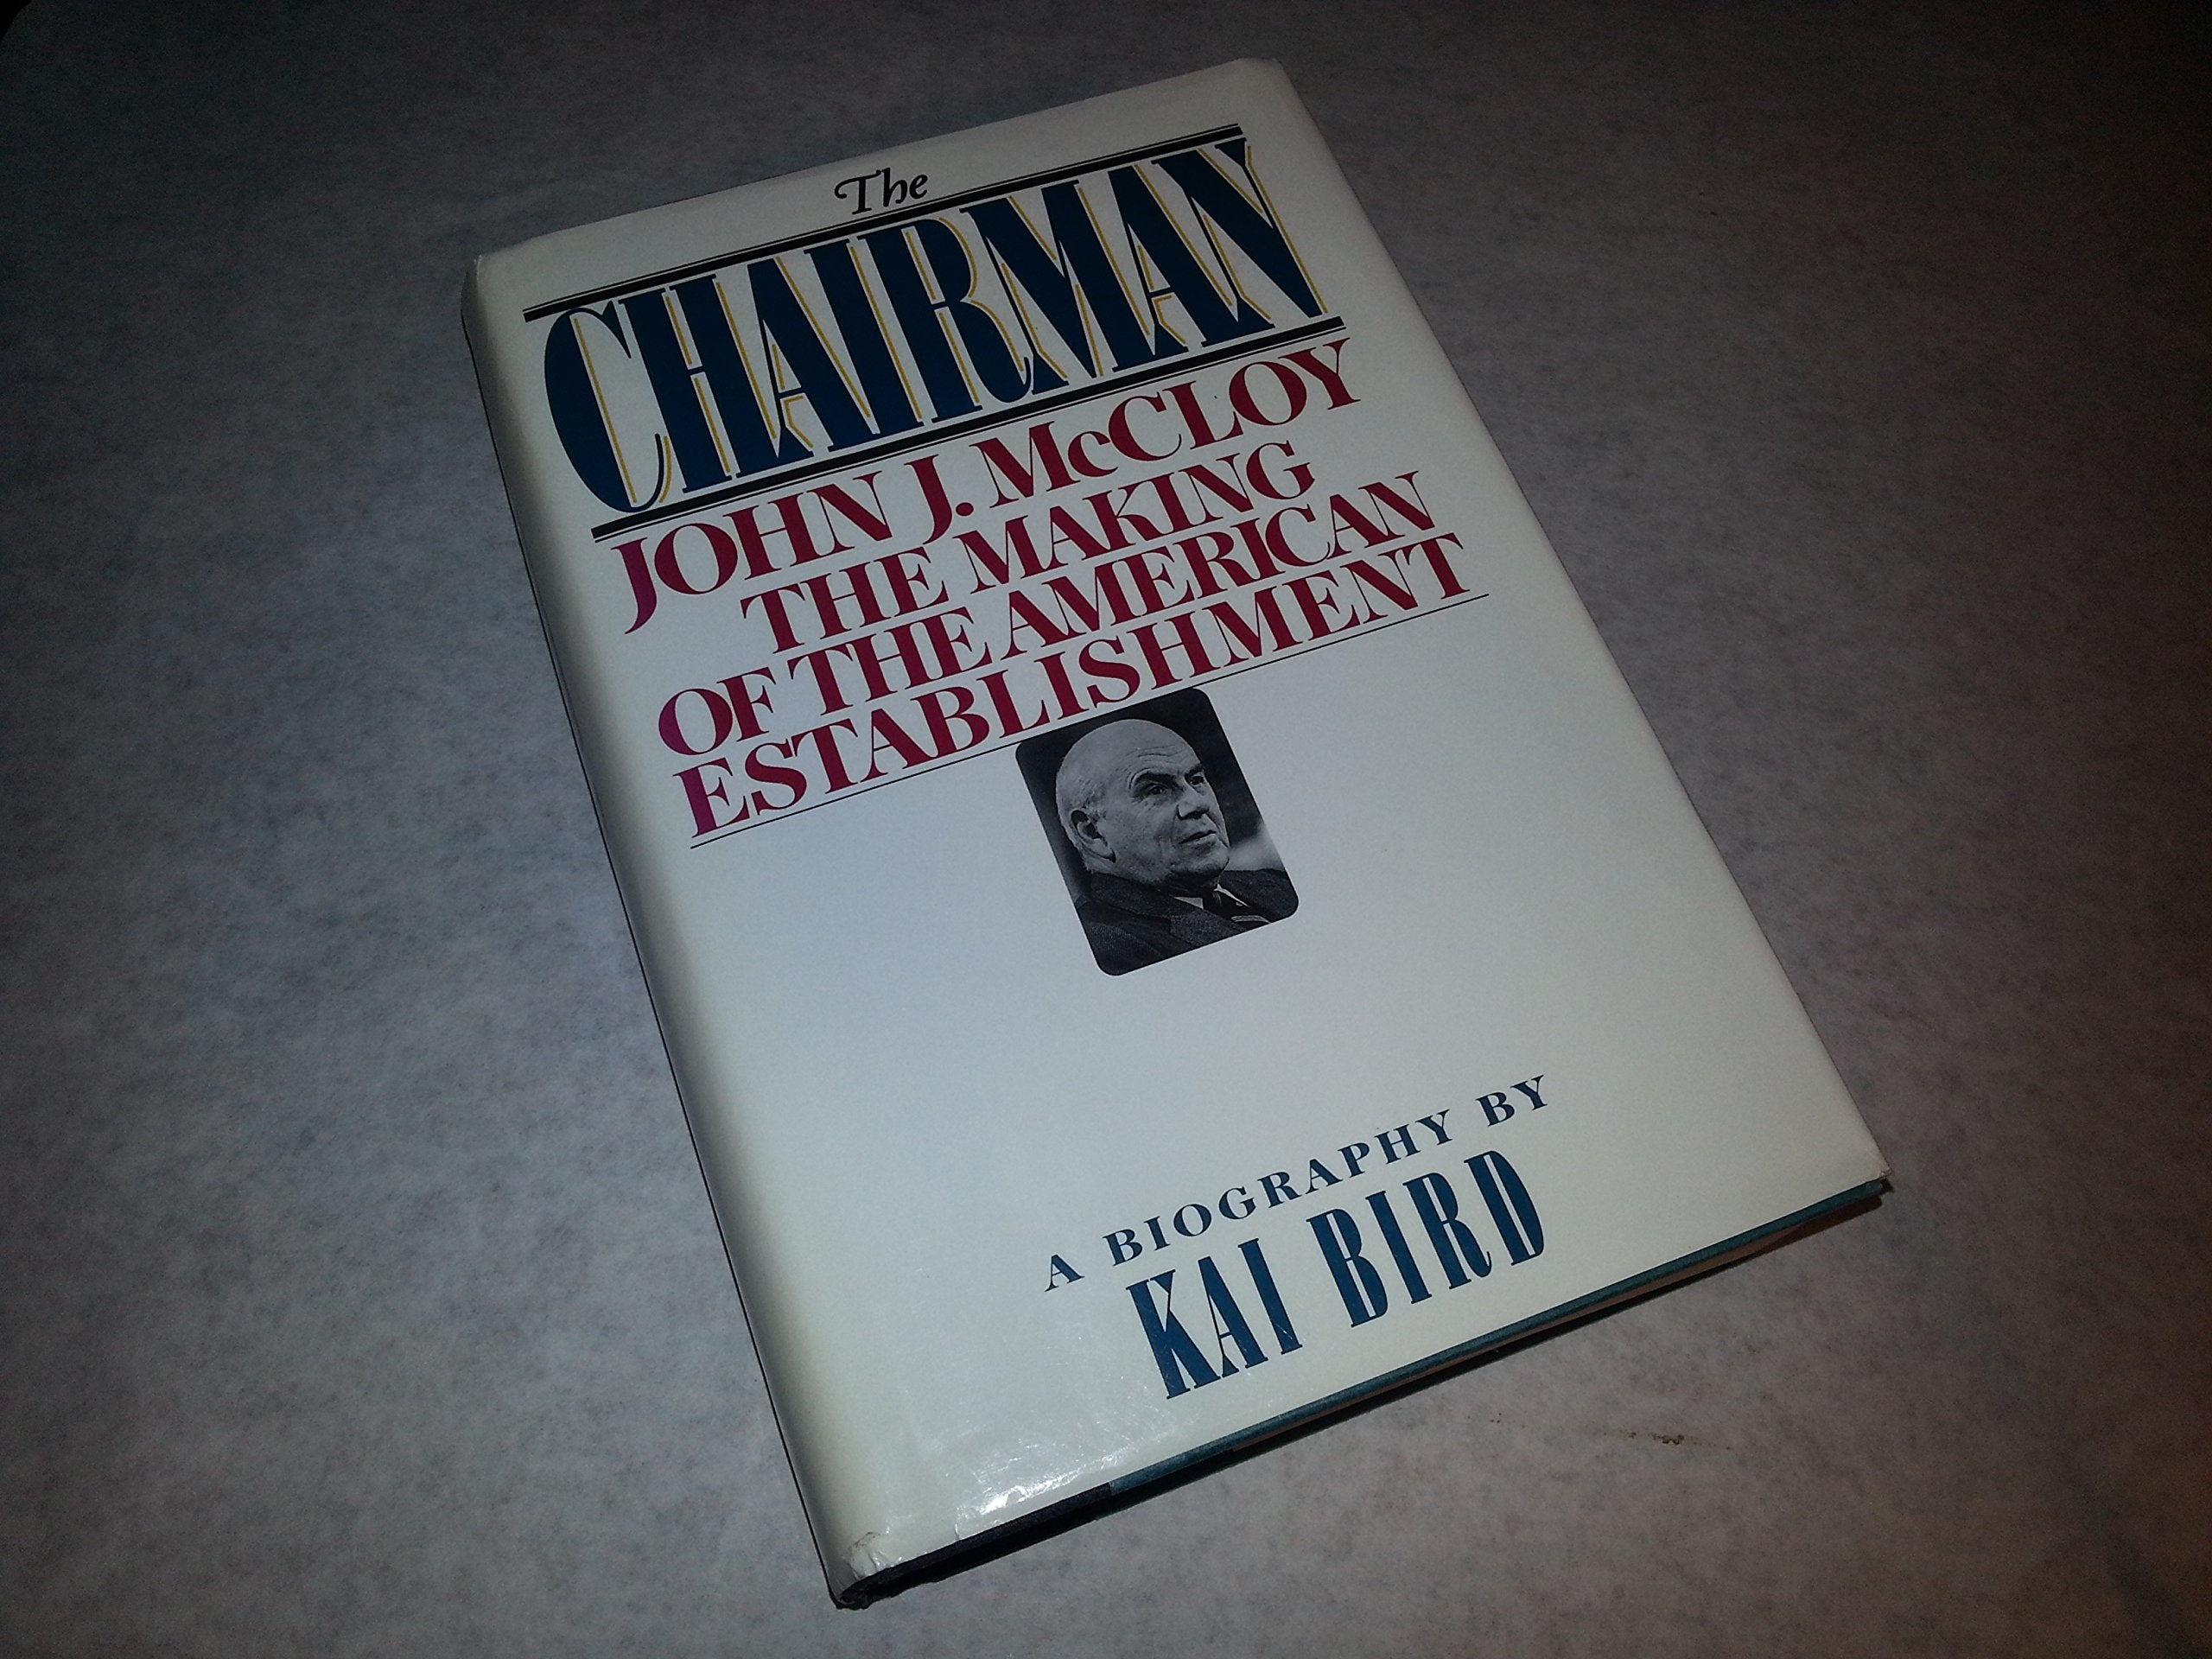 The
CHAIRMAN
JOHN J. McCLOY
THE MAKING
OF THE AMERICAN
ESTABLISHMENT
A BIOGRAPHY BY
KAI BIRD